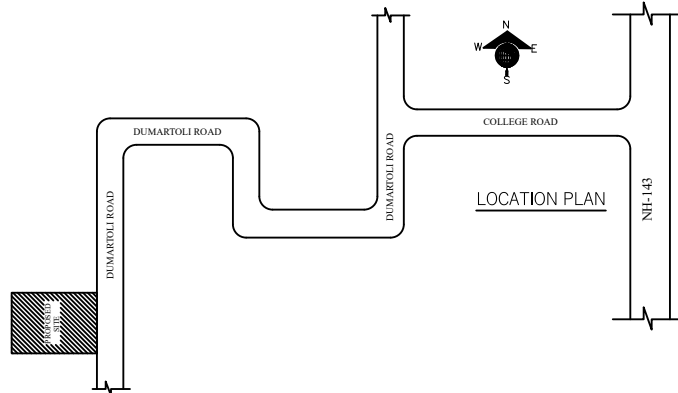 N
W E
S
DUMARTOLI ROAD
COLLEGE ROAD
DUMARTOLI ROAD
LOCATION PLAN
NH-143
DUMARTOLI ROAD
PROPOSED
SITE